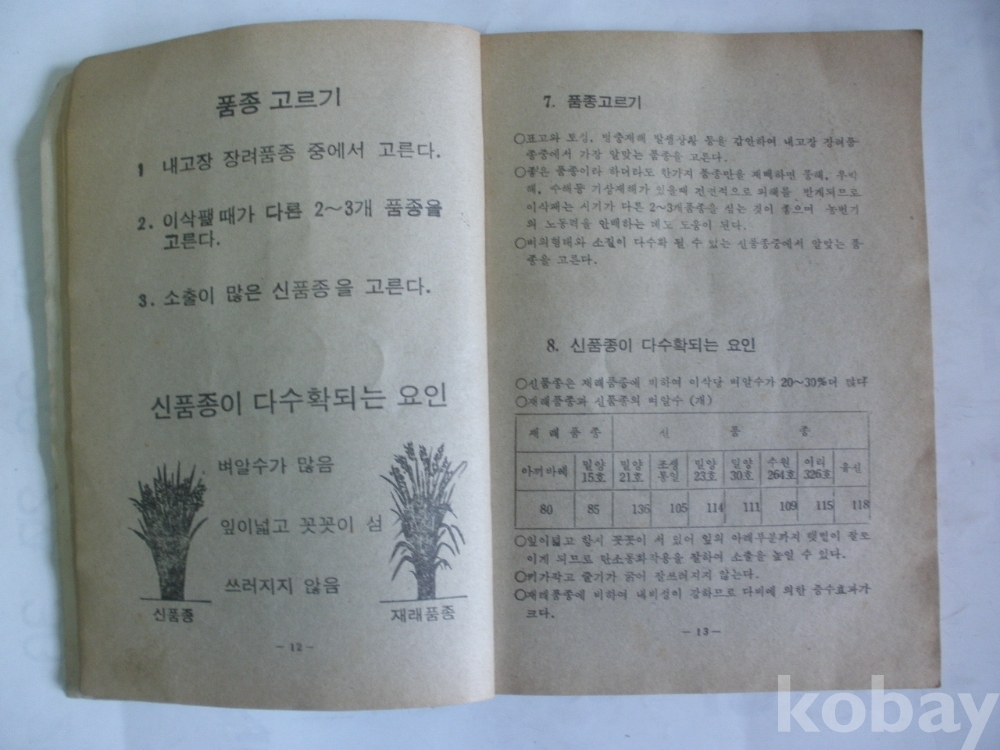 품종 고르기
1 내고장 장려품종 중에서 고른다.
2. 이삭팰때가 다른 2~3개 품종을
고른다.
3. 소출이 많은 신품종을 고른다.
신품종이 다수확되는 요인
벼알수가 많음
잎이넓고 꼿꼿이 섬
쓰러지지 않음
신품종
재래품종
- 12 -
7. 품종고르기
○표고와 토성, 병충재해 발생상황 등을 감안하여 내고장 장려품
종중에서 가장 알맞는 품종을 고른다.
○좋은 품종이라 하더라도 한가지 품종만을 재배하면 풍해,
해, 수해등 기상재해가 있을때 전면적으로 피해를 받게되므로
이삭패는 시기가 다른 2~3개품종을 심는 것이 좋으며 농번기
의 노동력을 안배하는 데도 도움이 된다.
○벼의형태와 소질이 다수확 될 수 있는 신품종중에서 알맞는 품
종을 고른다.
8. 신품종이 다수확되는 요인
○신품종은 재래품종에 비하여 이삭당 벼알수가 20~30%더 많다
○재래품종과 신품종의 벼알수 (개)
재 래 품 종 신 품 종
아끼바레 밀양15호 밀양21호 조생통일 밀양23호 밀양30호 수원264호 이리326호 유신
80 85 136 105 114 111 109 115 118
○잎이넓고 항시 꼿꼿이 서 있어 잎의 아래부분까지 햇빛이 잘쪼
이게 되므로 탄소동화작용을 잘하여 소출을 높일 수 있다.
○키가작고 줄기가 굵어 잘쓰러지지 않는다.
○재래품종에 비하여 내비성이 강하므로 다비에 의한 증수효과가
크다.
- 13 -
kobay